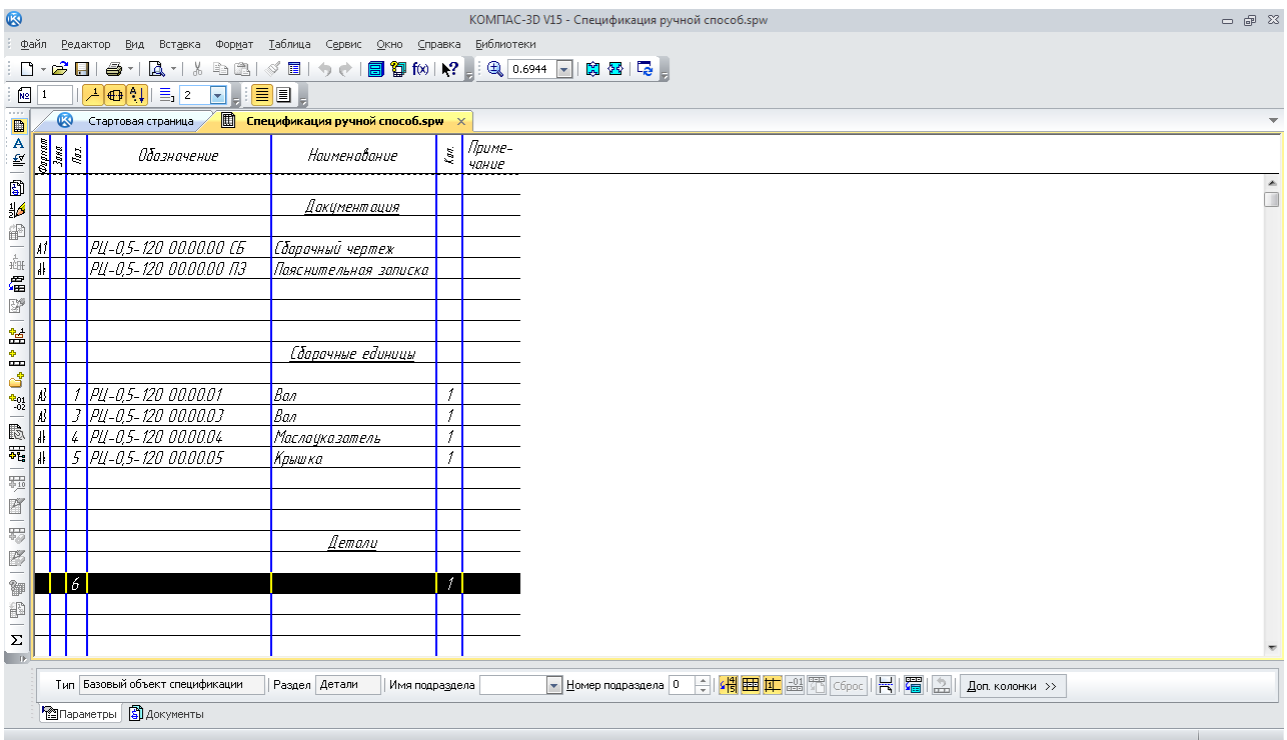 КОМПАС-3D V15 - Спецификация ручной способ.spw
Файл Редактор Вид Вставка Формат Таблица Сервис Окно Справка Библиотеки
0.6944
1 2
Стартовая страница Спецификация ручной способ.spw
Формат Зона Поз. Обозначение Наименование Кол. Приме-
чание
Документация
А1 РЦ-0,5-120 00.00.00 СБ Сборочный чертеж
А4 РЦ-0,5-120 00.00.00 ПЗ Пояснительная записка
Сборочные единицы
А3 1 РЦ-0,5-120 00.00.01 Вал 1
А3 3 РЦ-0,5-120 00.00.03 Вал 1
А4 4 РЦ-0,5-120 00.00.04 Маслоуказатель 1
А4 5 РЦ-0,5-120 00.00.05 Крышка 1
Детали
6 1
Тип Базовый объект спецификации Раздел Детали Имя подраздела Номер подраздела 0 Сброс Доп. колонки >>
Параметры Документы